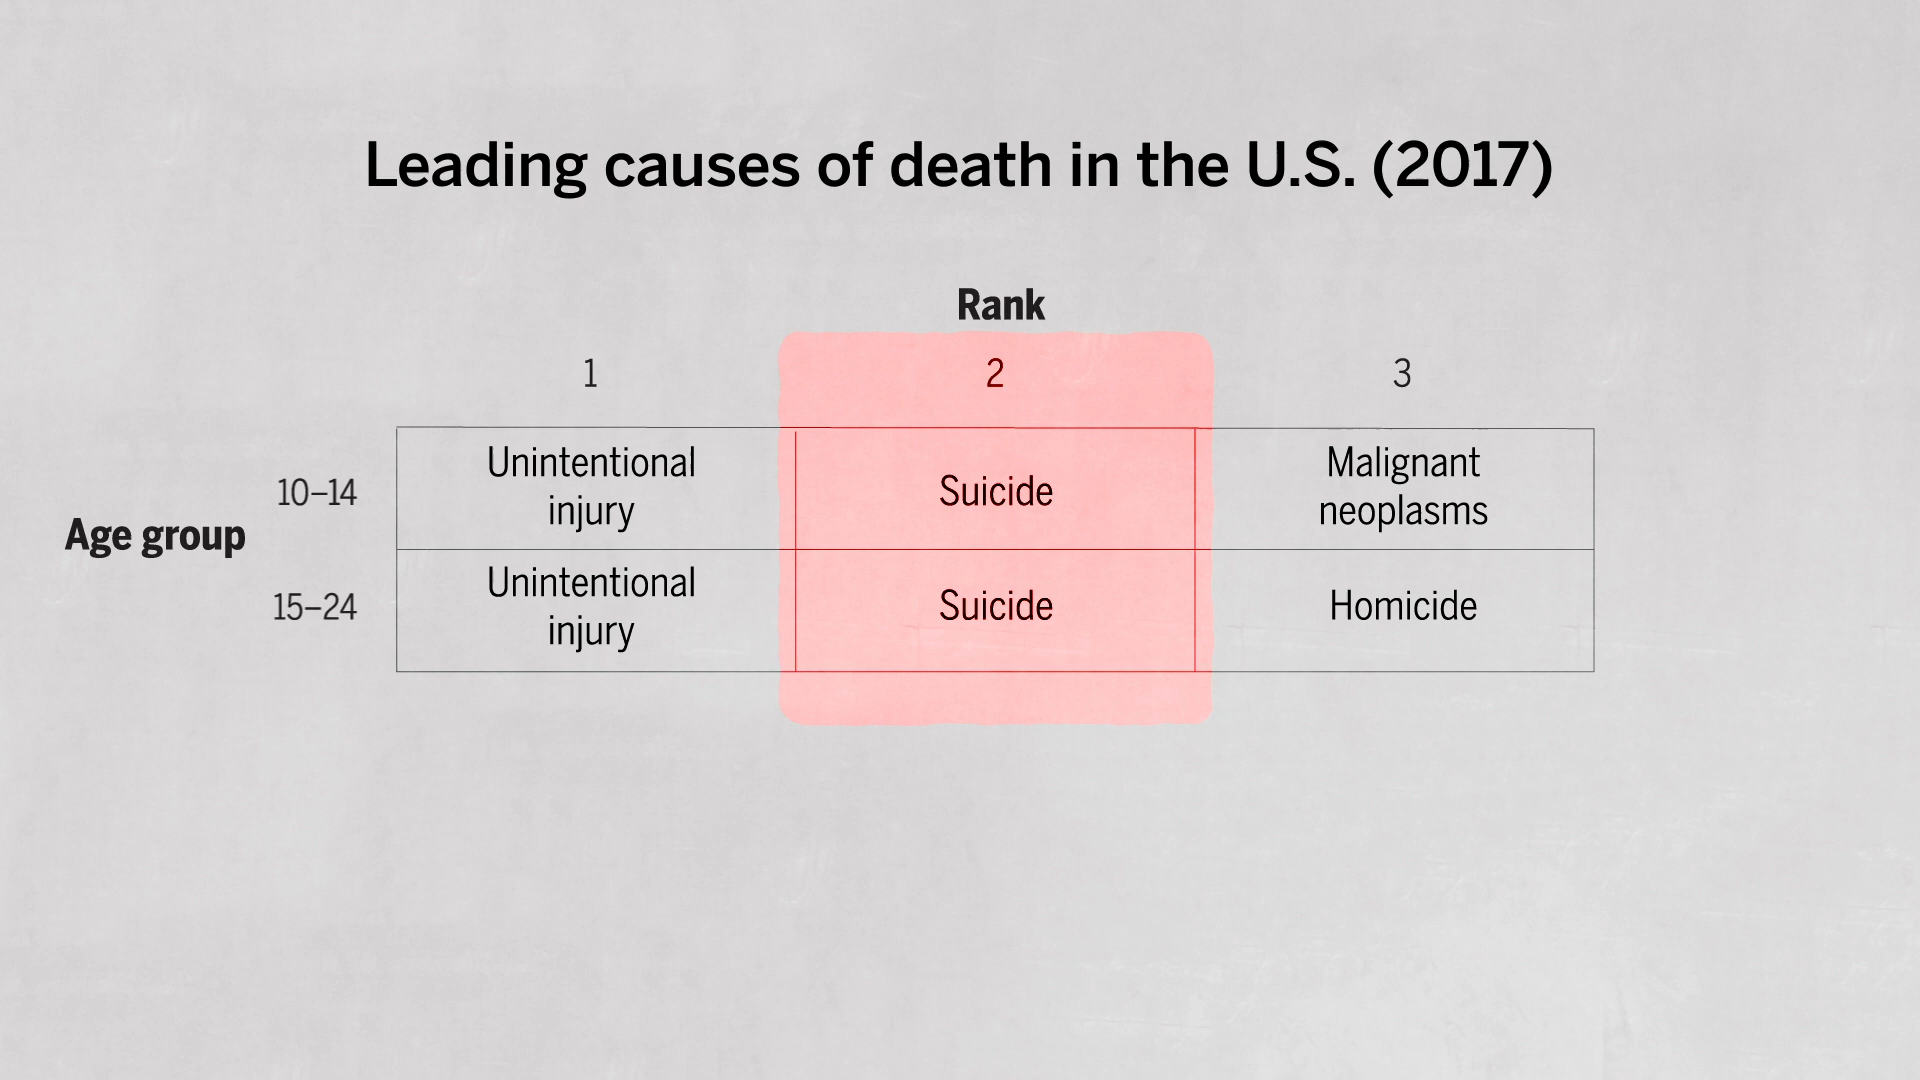 Leading causes of death in the U.S. (2017)
Rank
1 2 3
Age group
10–14
Unintentional
injury
Suicide
Malignant
neoplasms
15–24
Unintentional
injury
Suicide
Homicide